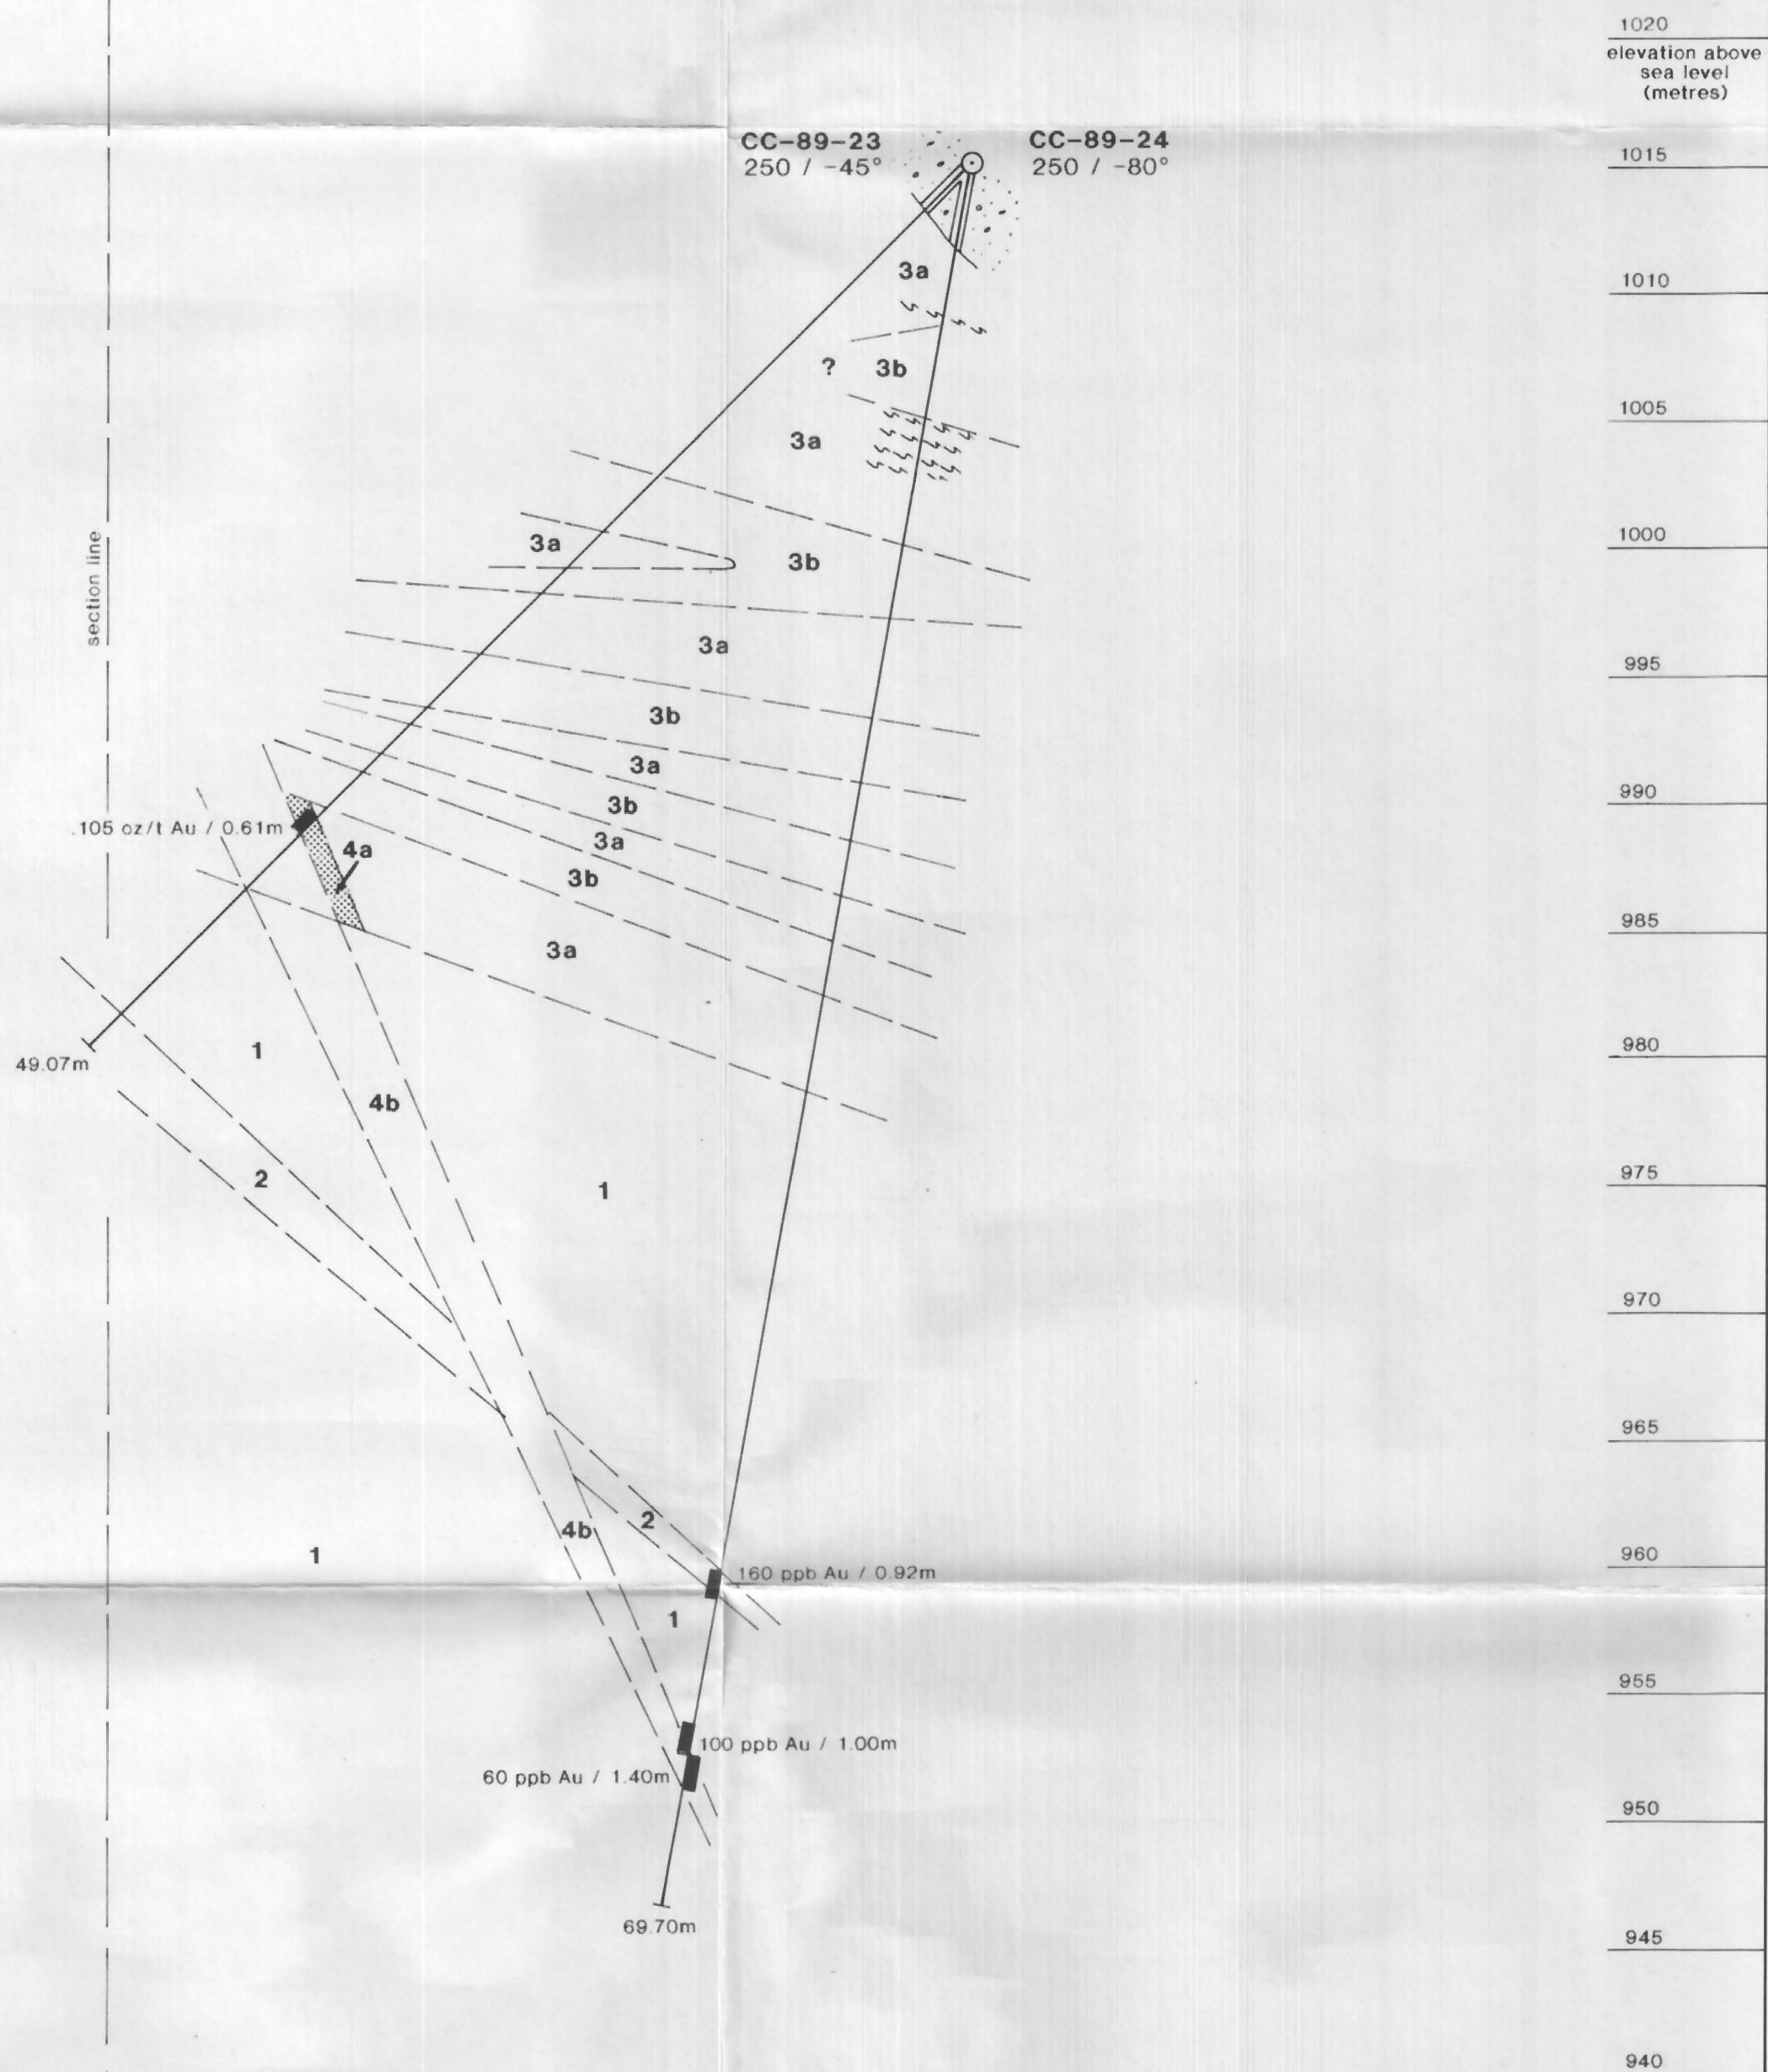 1020
elevation above
sea level
(metres)
CC-89-23
250 / -45°
CC-89-24
250 / -80°
1015
3a
1010
? 3b
1005
3a
1000
section line
3a
3b
3a
995
3b
3a
990
3b
.105 oz/t Au / 0.61m
3a
4a
3b
985
3a
980
1
49.07m
4b
975
2
1
970
965
2
4b
1
960
160 ppb Au / 0.92m
1
955
100 ppb Au / 1.00m
60 ppb Au / 1.40m
950
69.70m
945
940